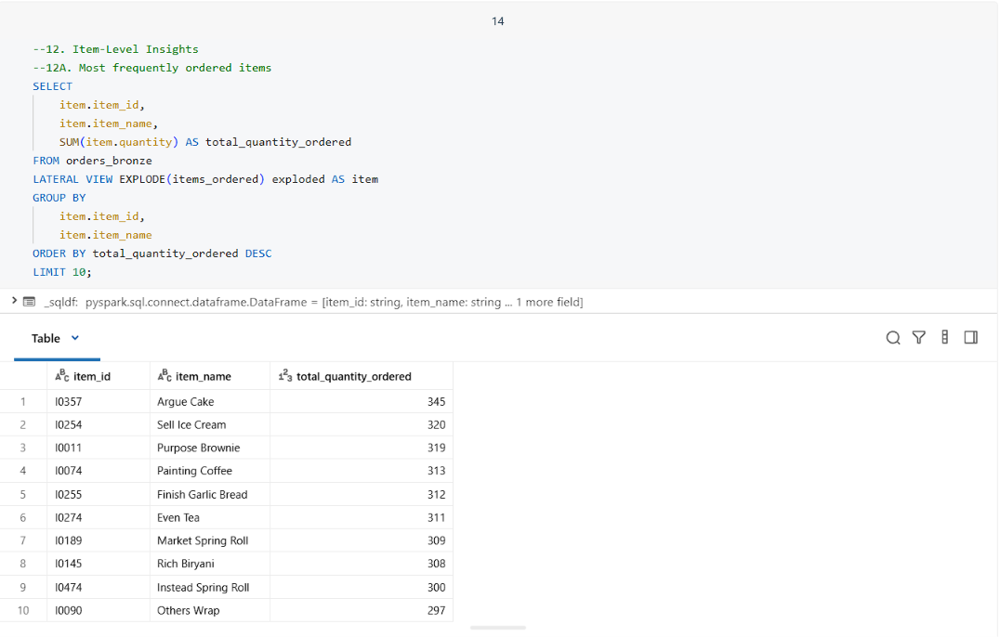 14
--12. Item-Level Insights
--12A. Most frequently ordered items
SELECT
item.item_id,
item.item_name,
SUM(item.quantity) AS total_quantity_ordered
FROM orders_bronze
LATERAL VIEW EXPLODE(items_ordered) exploded AS item
GROUP BY
item.item_id,
item.item_name
ORDER BY total_quantity_ordered DESC
LIMIT 10;
_sqldf: pyspark.sql.connect.dataframe.DataFrame = [item_id: string, item_name: string ... 1 more field]
Table
ABC item_id ABC item_name 123 total_quantity_ordered
1 I0357 Argue Cake 345
2 I0254 Sell Ice Cream 320
3 I0011 Purpose Brownie 319
4 I0074 Painting Coffee 313
5 I0255 Finish Garlic Bread 312
6 I0274 Even Tea 311
7 I0189 Market Spring Roll 309
8 I0145 Rich Biryani 308
9 I0474 Instead Spring Roll 300
10 I0090 Others Wrap 297